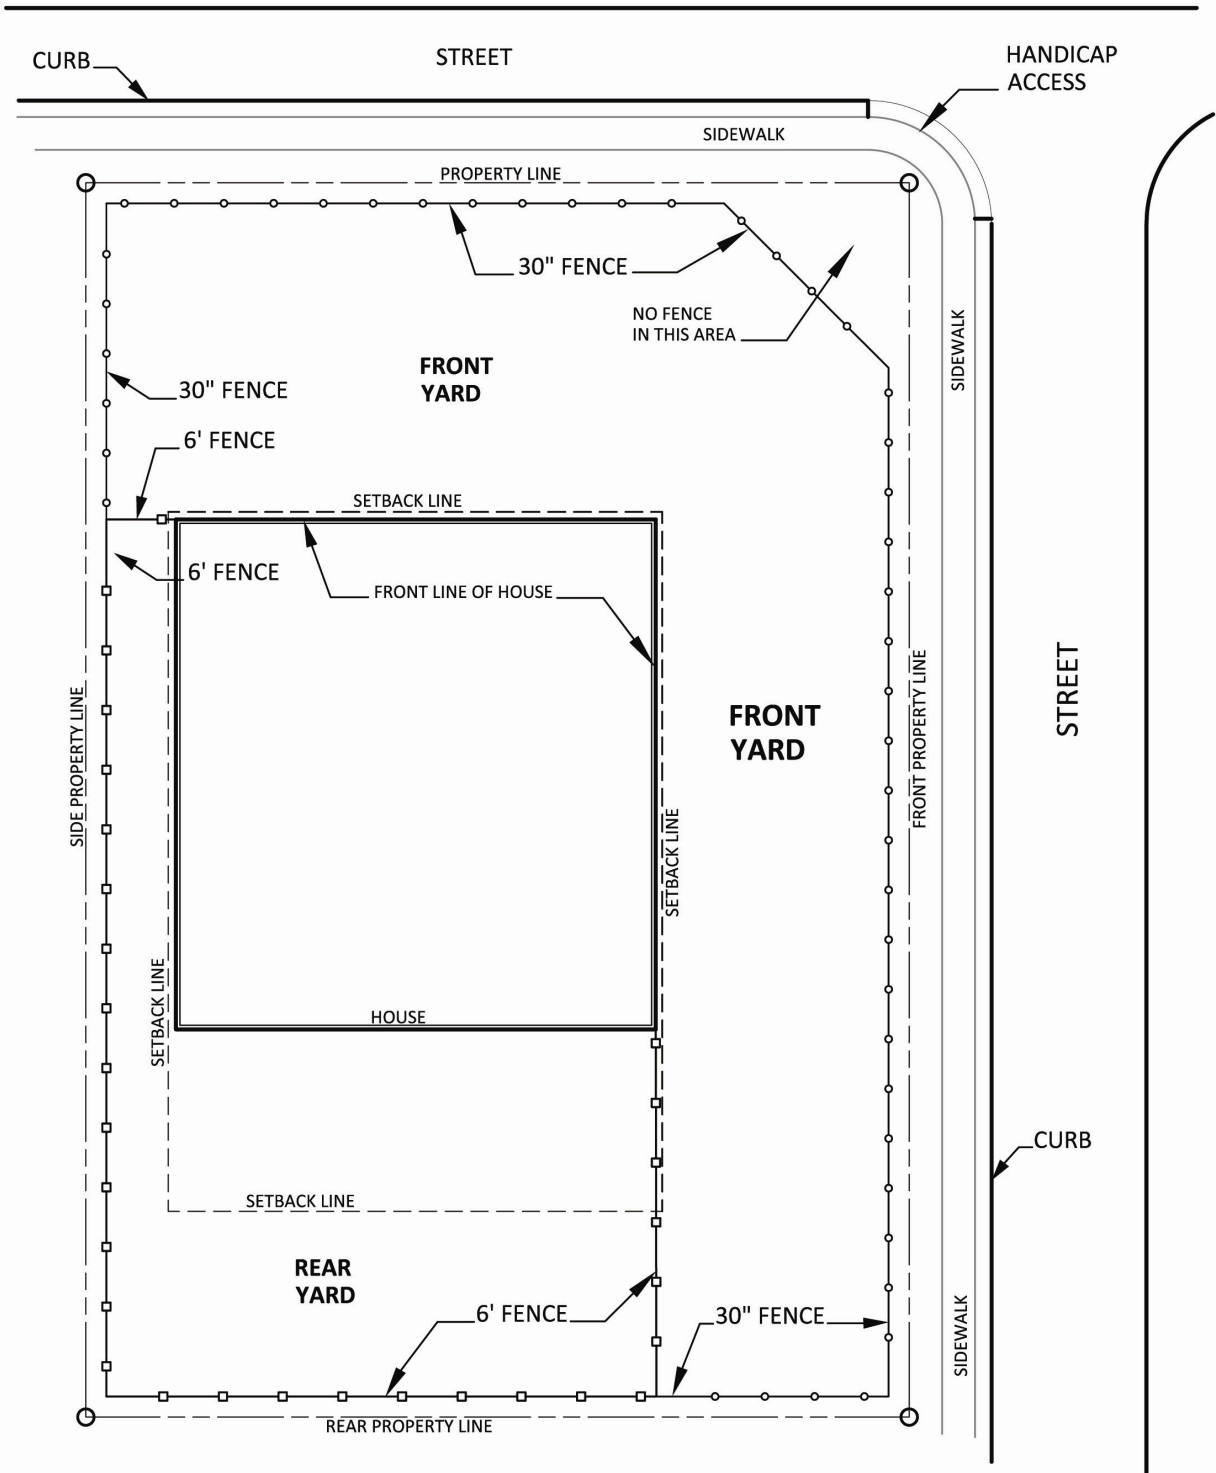 STREET
CURB
HANDICAP
ACCESS
SIDEWALK
PROPERTY LINE
30" FENCE
NO FENCE
IN THIS AREA
SIDEWALK
FRONT
YARD
30" FENCE
6' FENCE
SETBACK LINE
6' FENCE
FRONT LINE OF HOUSE
STREET
FRONT PROPERTY LINE
SIDE PROPERTY LINE
FRONT
YARD
SETBACK LINE
SETBACK LINE
HOUSE
CURB
SETBACK LINE
REAR
YARD
6' FENCE
30" FENCE
SIDEWALK
REAR PROPERTY LINE